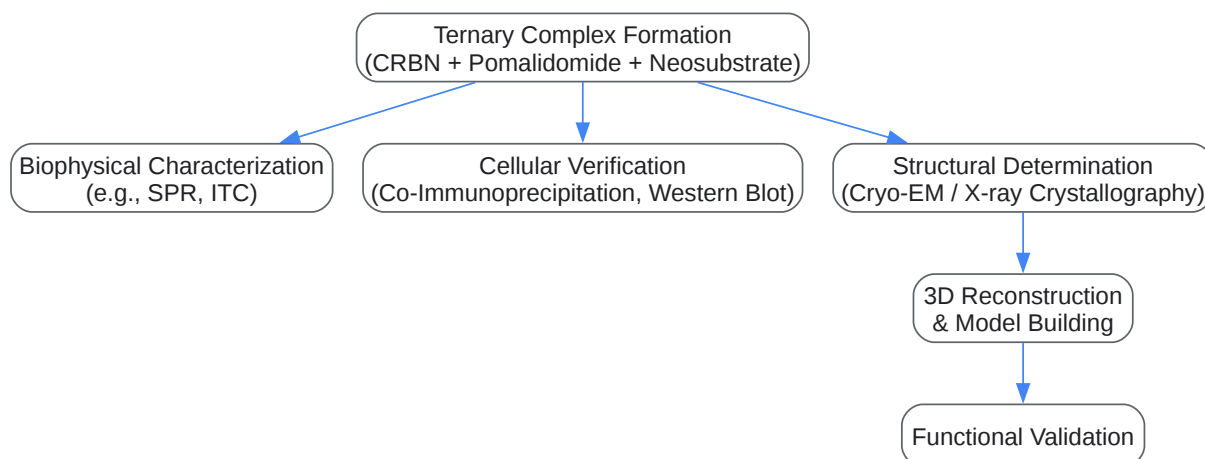 Ternary Complex Formation
(CRBN + Pomalidomide + Neosubstrate)
Biophysical Characterization
(e.g., SPR, ITC)
Cellular Verification
(Co-Immunoprecipitation, Western Blot)
Structural Determination
(Cryo-EM / X-ray Crystallography)
3D Reconstruction
& Model Building
Functional Validation